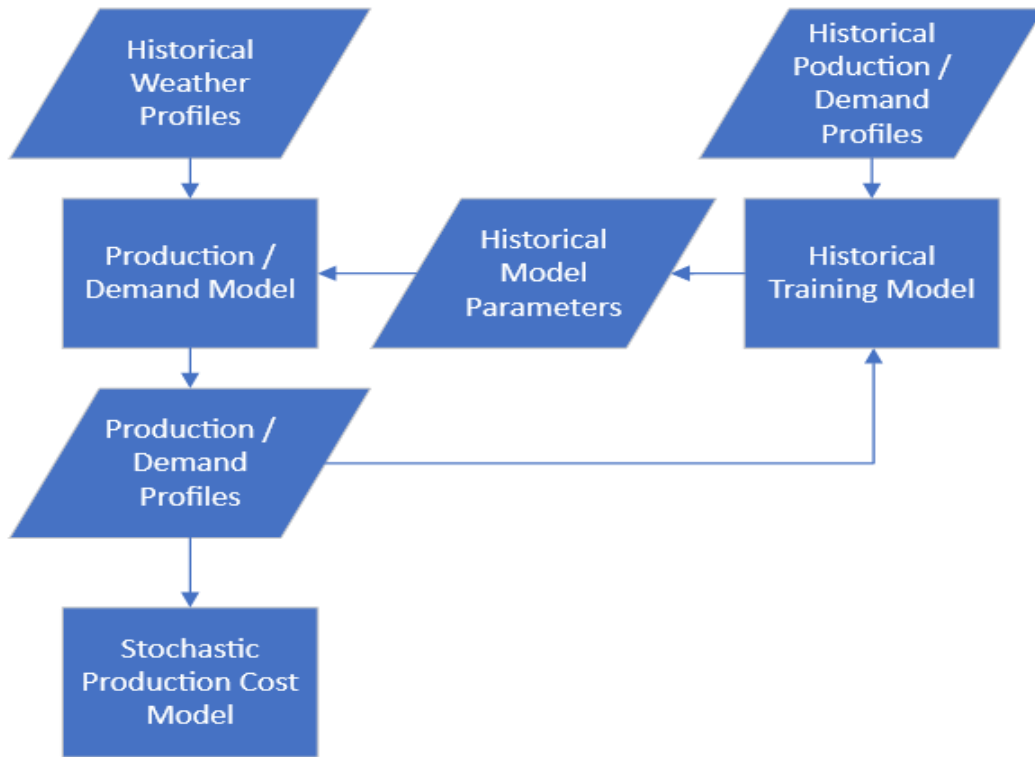 Historical
Weather
Profiles
Historical
Poduction /
Demand
Profiles
Production /
Demand Model
Historical
Model
Parameters
Historical
Training Model
Production /
Demand
Profiles
Stochastic
Production Cost
Model